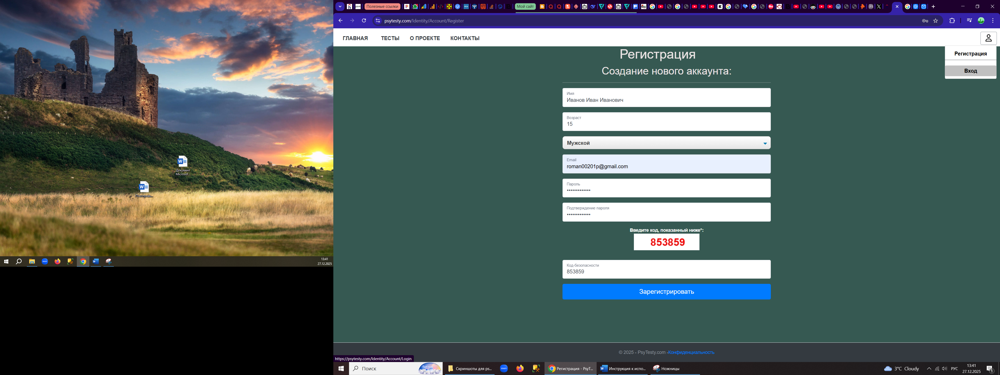 Полезные ссылки
Мой сайт
psytesty.com/Identity/Account/Register
ГЛАВНАЯ ТЕСТЫ О ПРОЕКТЕ КОНТАКТЫ
Регистрация
Вход
Регистрация
Создание нового аккаунта:
Имя
Иванов Иван Иванович
Возраст
15
Мужской
Email
roman00201p@gmail.com
Пароль
•••••••••••••
Подтверждение пароля
•••••••••••••
Введите код, показанный ниже*:
853859
Код-безопасности
853859
Зарегистрировать
© 2025 - PsyTesty.com -Конфиденциальность
https://psytesty.com/Identity/Account/Login
Документ
Microsof...
13:41
27.12.2025
Поиск
Скриншоты для ps...
zoom
Регистрация - PsyT...
Инструкция к испо...
Ножницы
3°C Cloudy
РУС
13:41
27.12.2025
1